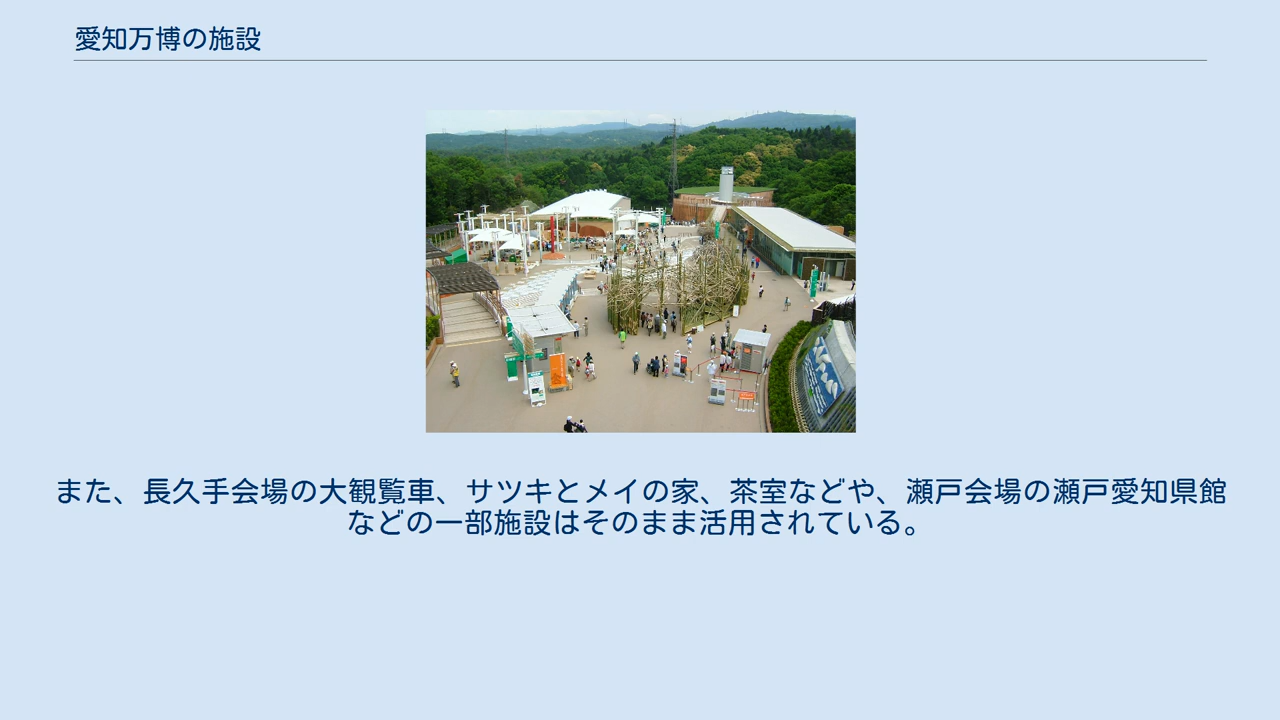 愛知万博の施設
また、長久手会場の大観覧車、サツキとメイの家、茶室などや、瀬戸会場の瀬戸愛知県館
などの一部施設はそのまま活用されている。